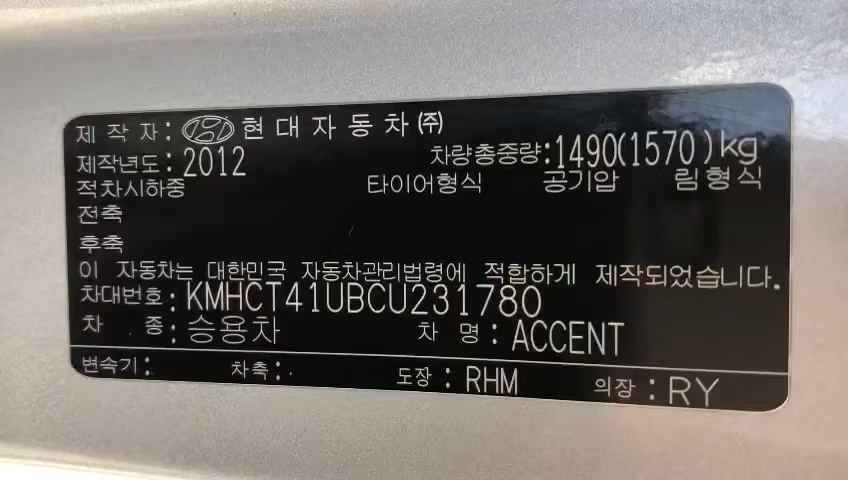 제작자: 현대자동차(주)
제작년도: 2012 차량총중량: 1490(1570)kg
적차시하중 타이어형식 공기압 림형식
전축
후축
이 자동차는 대한민국 자동차관리법령에 적합하게 제작되었습니다.
차대번호: KMHCT41UBCU231780
차 종: 승용차 차 명: ACCENT
변속기: 차축: 도장: RHM 의장: RY